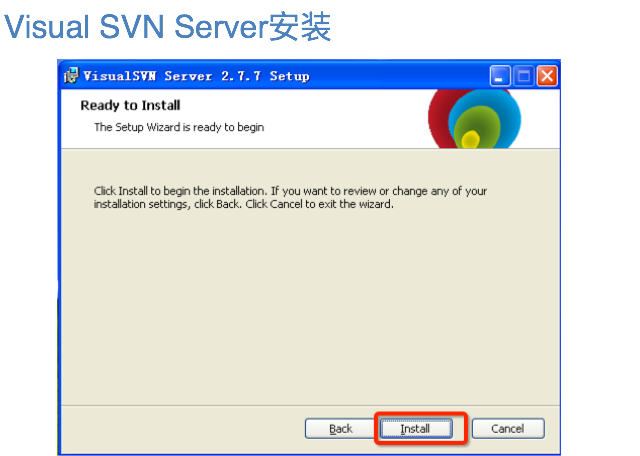 Visual SVN Server安装
VisualSVN Server 2.7.7 Setup
Ready to Install
The Setup Wizard is ready to begin
Click Install to begin the installation. If you want to review or change any of your
installation settings, click Back. Click Cancel to exit the wizard.
Back Install Cancel